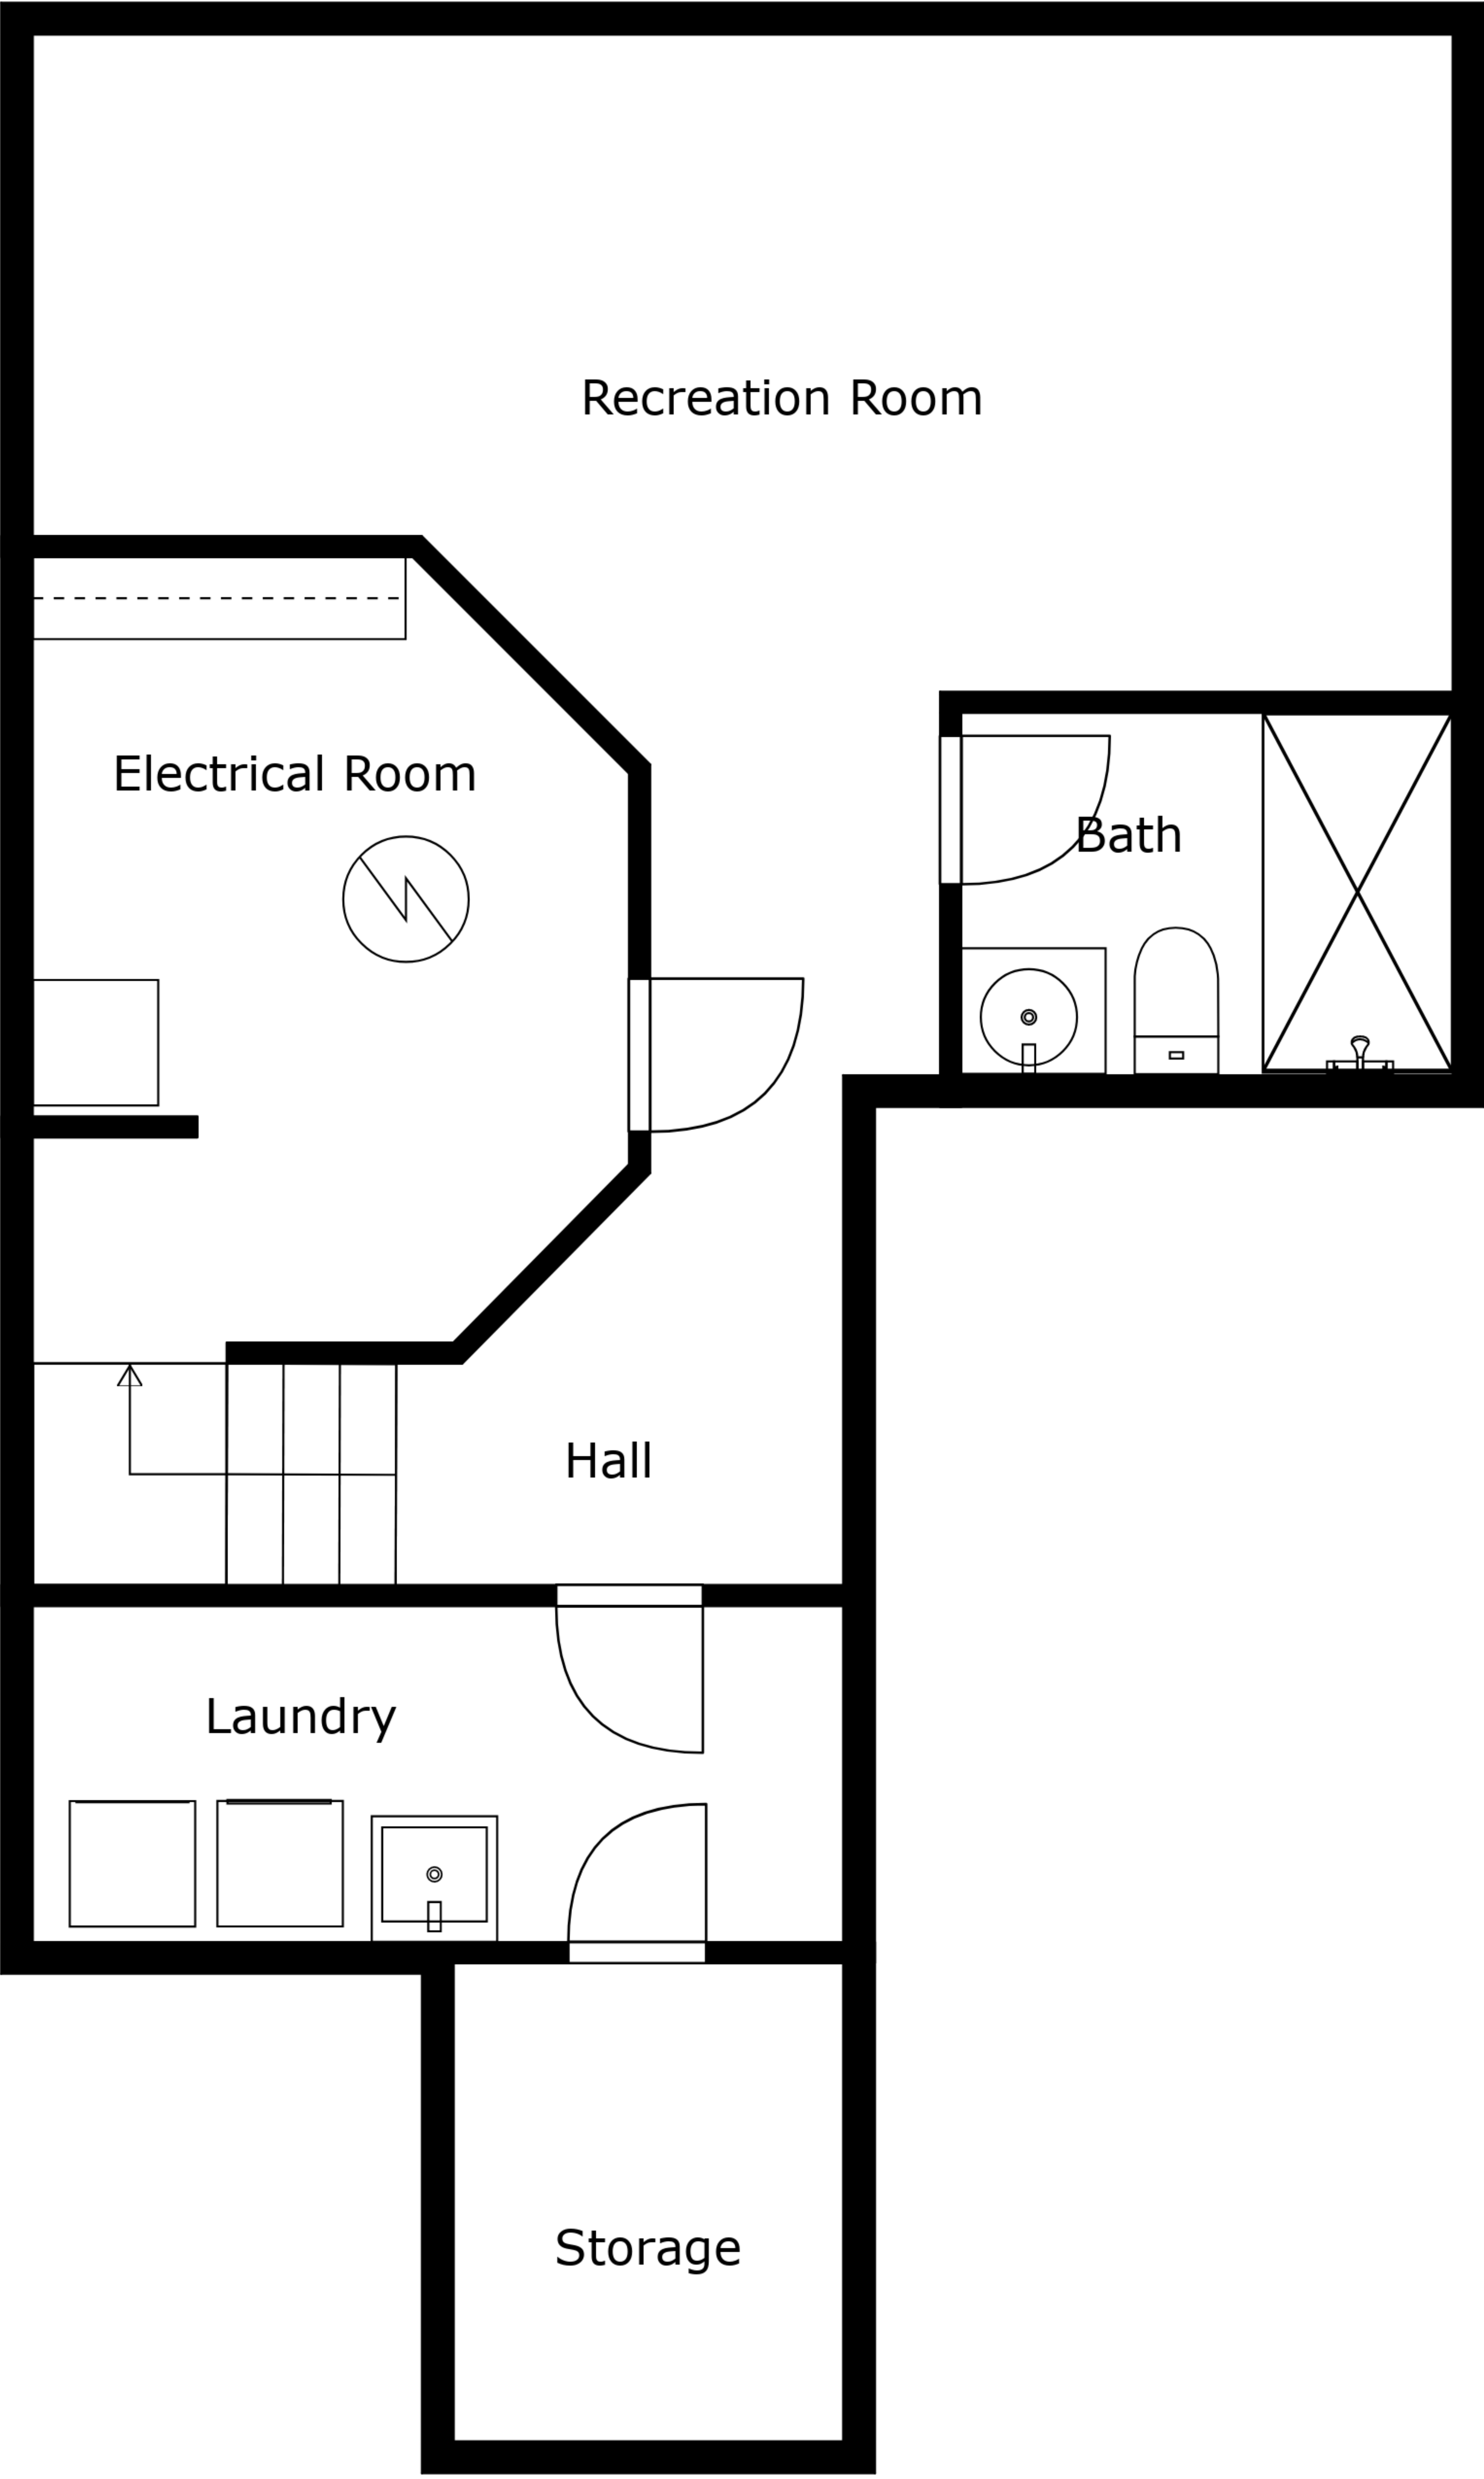 Recreation Room
Electrical Room
Bath
Hall
Laundry
Storage